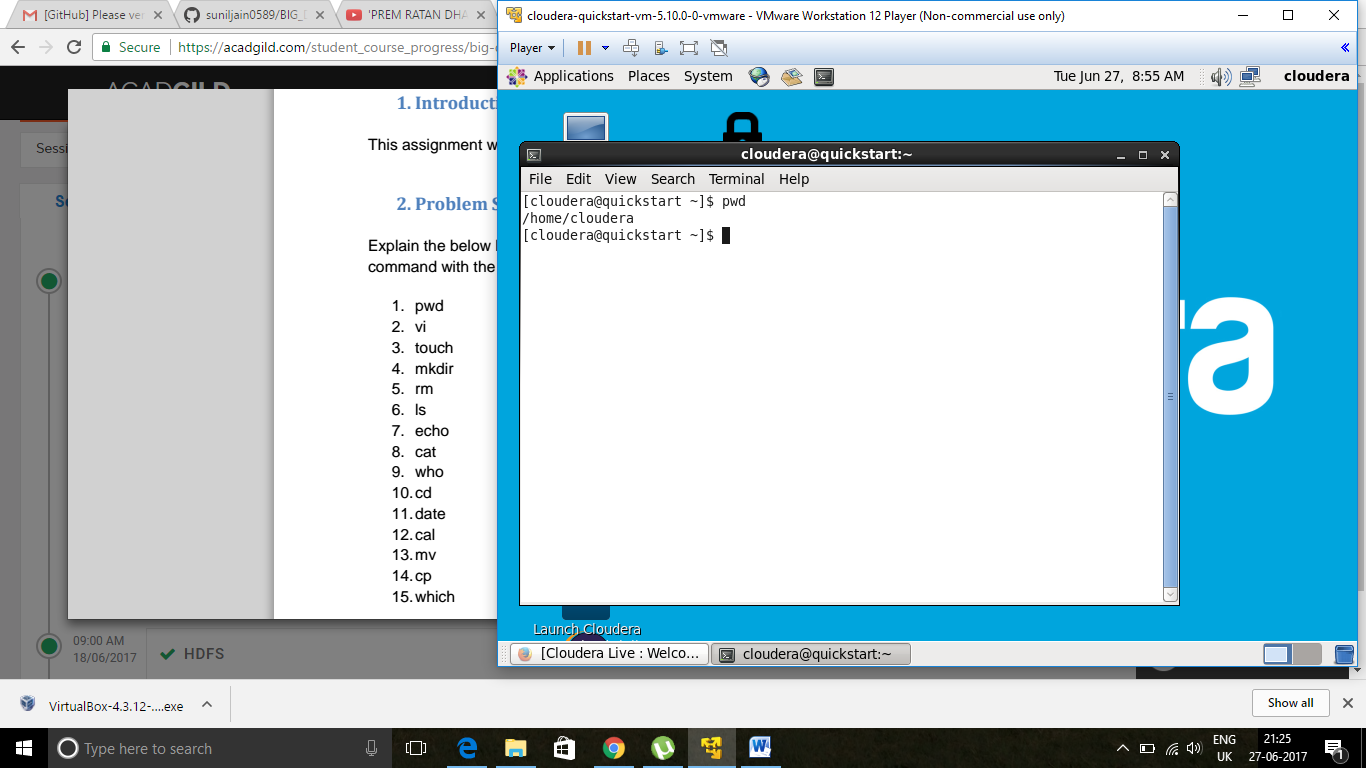 [GitHub] Please ve
suniljain0589/BIG_
'PREM RATAN DHA
Secure
https://acadgild.com/student_course_progress/big-
ACADGILD
Sessi
1. Introducti
This assignment w
2. Problem S
Explain the below
command with the
1. pwd
2. vi
3. touch
4. mkdir
5. rm
6. ls
7. echo
8. cat
9. who
10. cd
11. date
12. cal
13. mv
14. cp
15. which
09:00 AM
18/06/2017
HDFS
cloudera-quickstart-vm-5.10.0-0-vmware - VMware Workstation 12 Player (Non-commercial use only)
Player
Applications Places System
Tue Jun 27, 8:55 AM
cloudera
cloudera@quickstart:~
File Edit View Search Terminal Help
[cloudera@quickstart ~]$ pwd
/home/cloudera
[cloudera@quickstart ~]$
ra
Launch Cloudera
[Cloudera Live : Welco...
cloudera@quickstart:~
VirtualBox-4.3.12-....exe
Show all
Type here to search
ENG
UK
21:25
27-06-2017
1